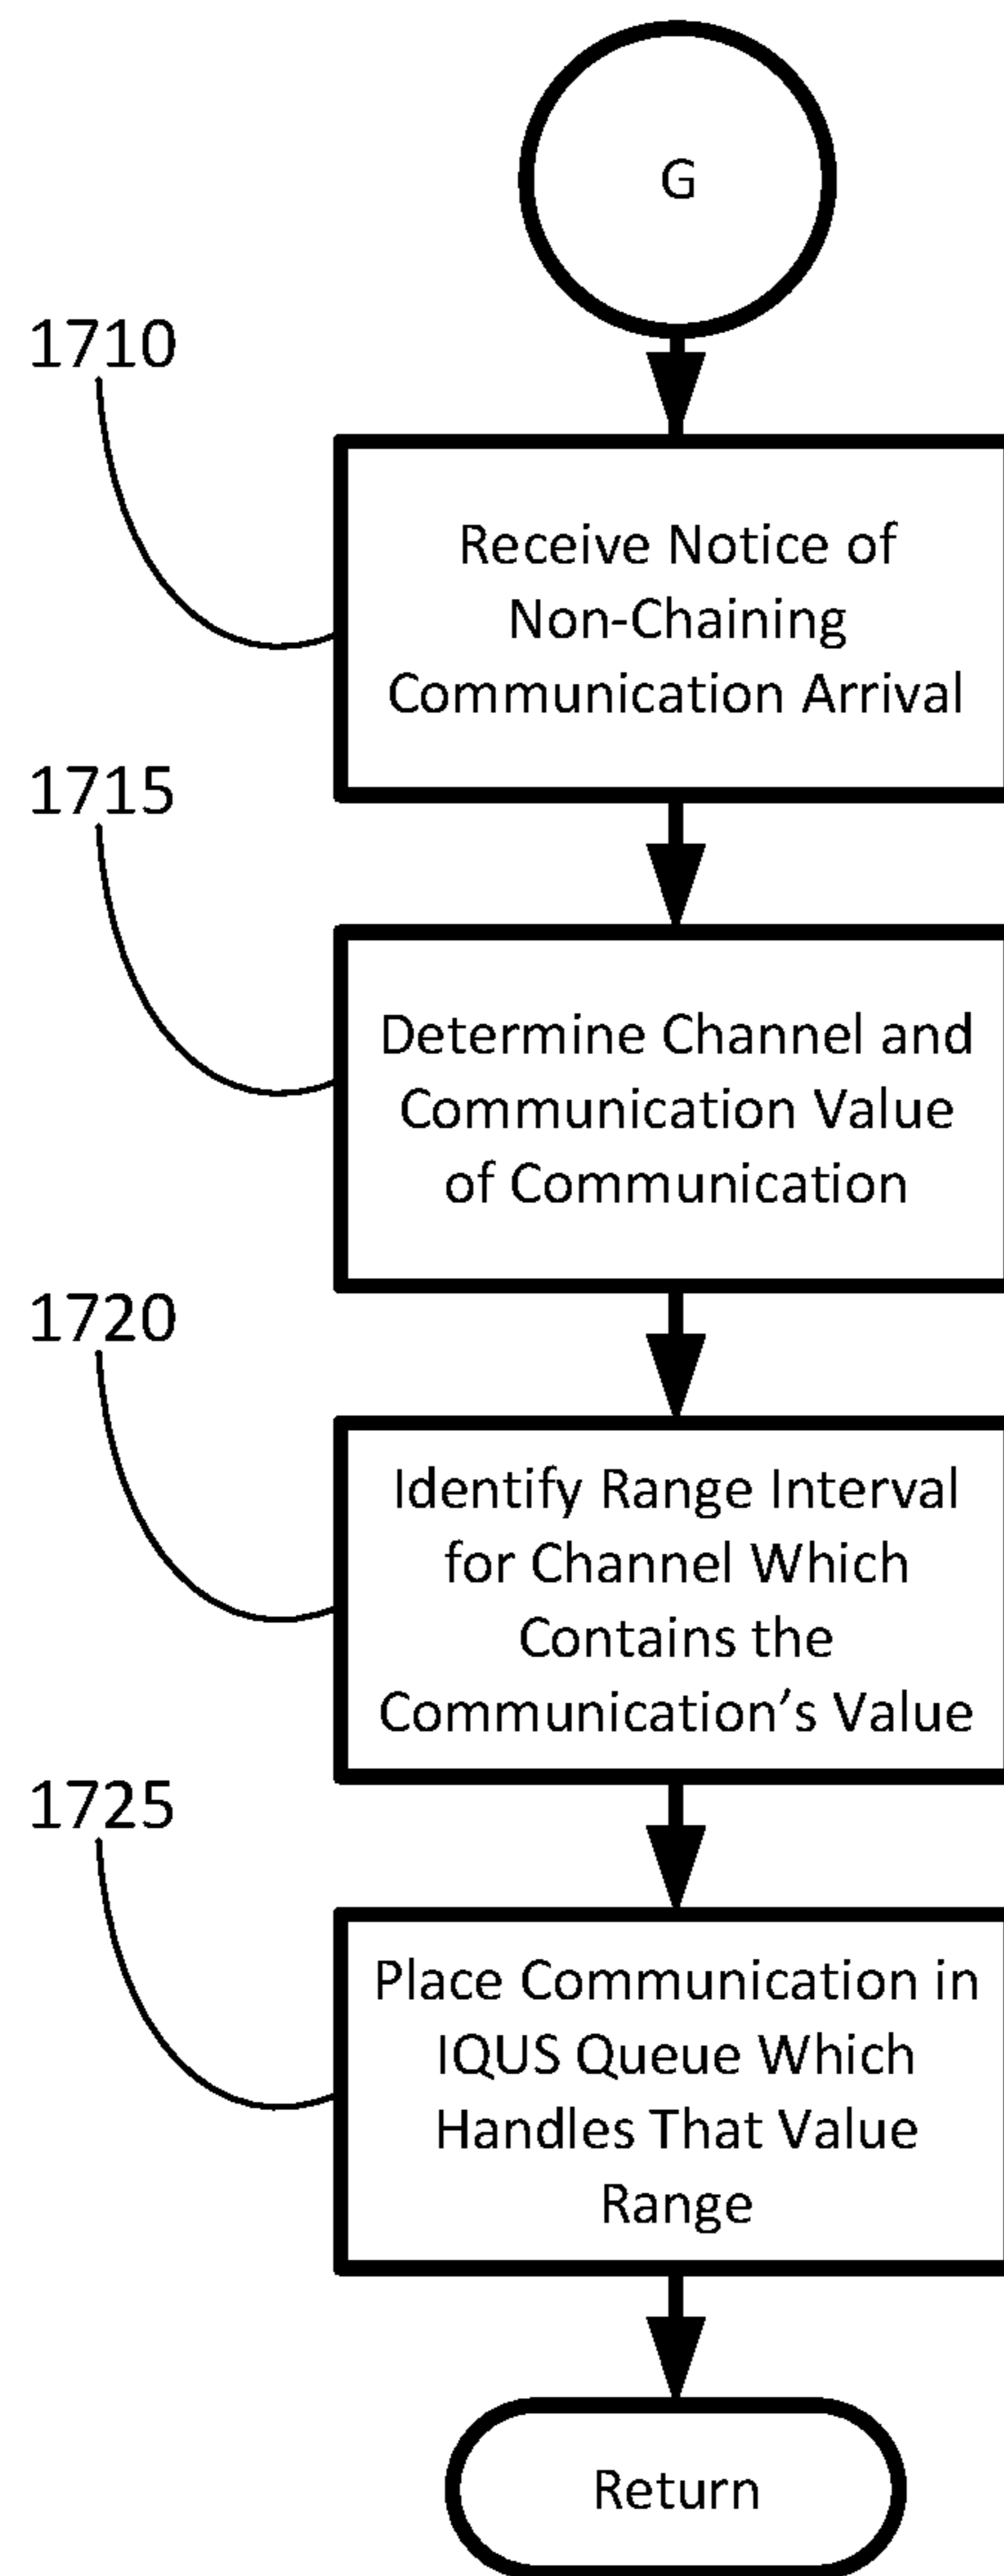 G
1710
Receive Notice of
Non-Chaining
Communication Arrival
1715
Determine Channel and
Communication Value
of Communication
1720
Identify Range Interval
for Channel Which
Contains the
Communication's Value
1725
Place Communication in
IQUS Queue Which
Handles That Value
Range
Return